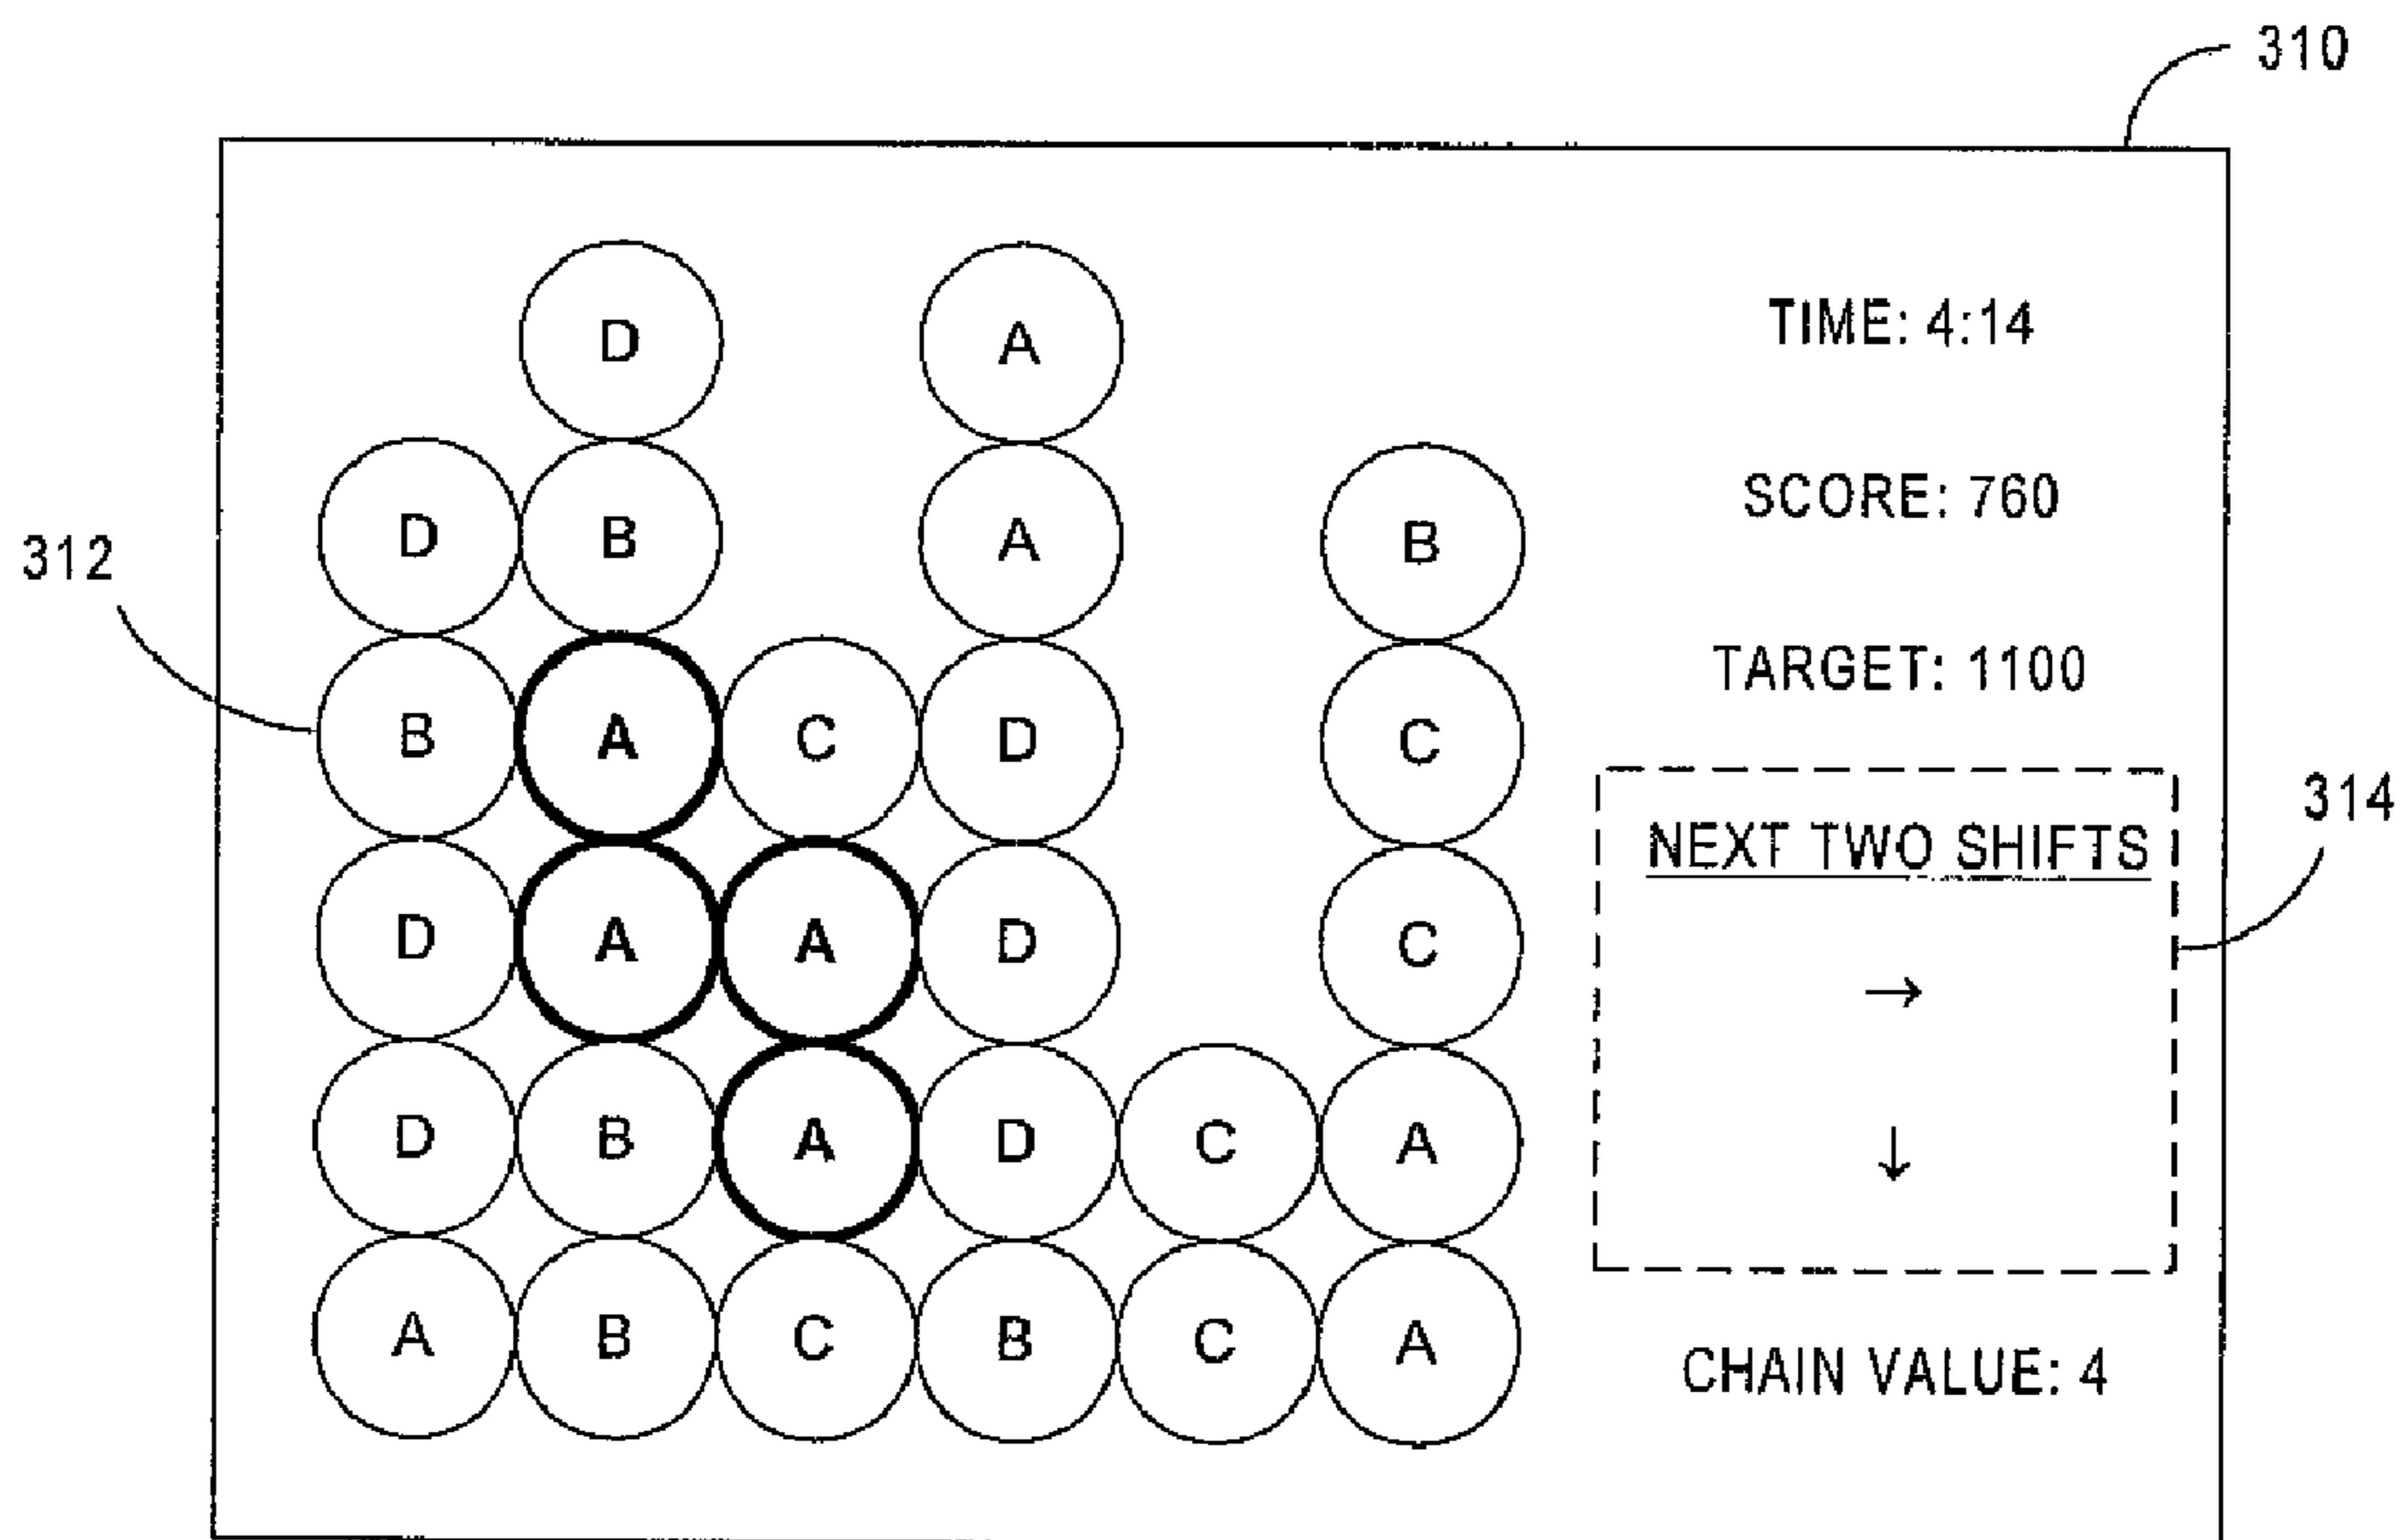 310
D A
TIME: 4:14
D B A B
SCORE: 760
312
B A C D C
TARGET: 1100
314
NEXT TWO SHIFTS
D A A D C
→
D B A D C A
↓
A B C B C A
CHAIN VALUE: 4